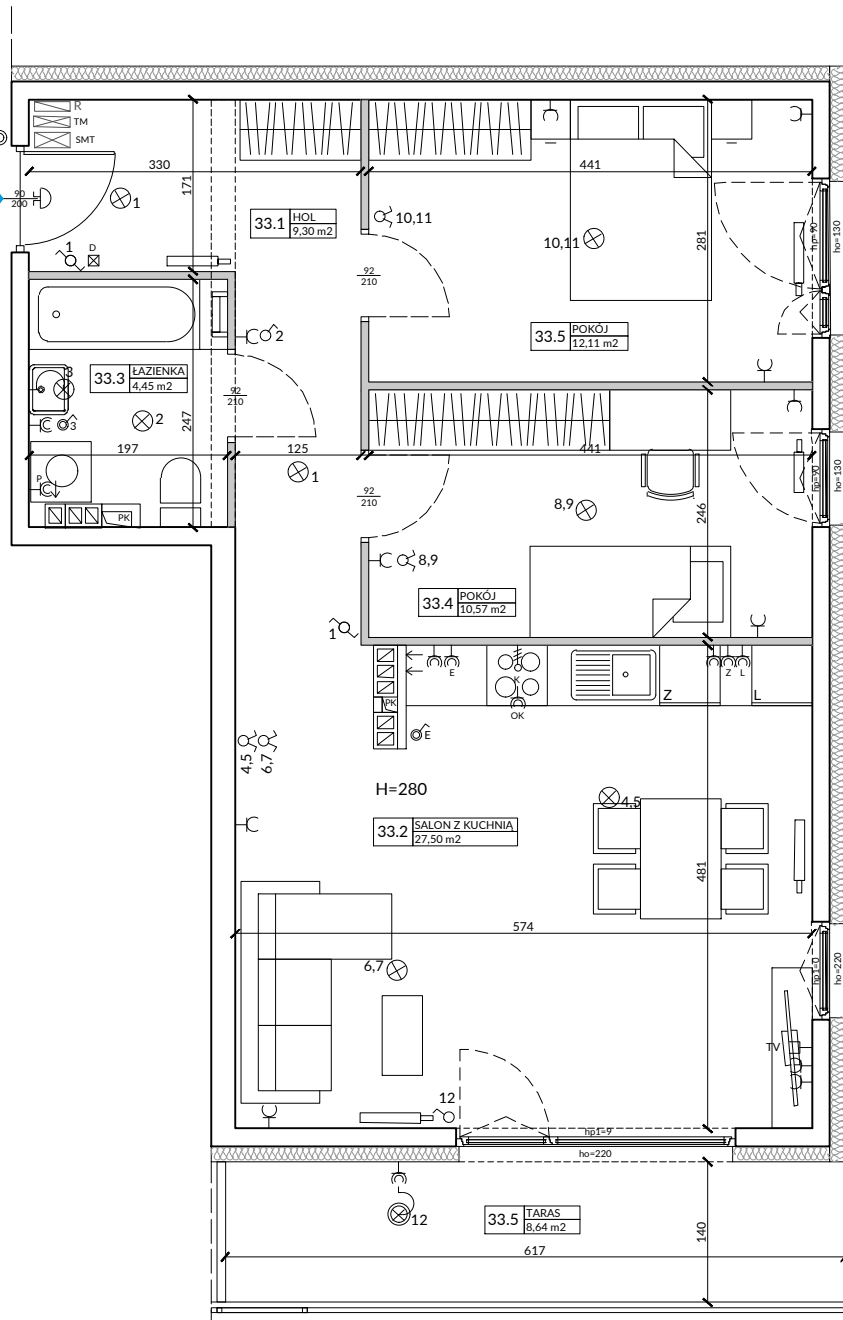 R
TM
SMT
330
441
171
90
200
1
33.1 HOL
9,30 m2
10,11
10,11
281
hp=90
ho=130
1
D
92
210
2
33.5 POKÓJ
12,11 m2
3
33.3 ŁAZIENKA
4,45 m2
92
210
3
2
247
197
125
441
1
P
PK
92
210
8,9
246
hp=90
ho=130
8,9
33.4 POKÓJ
10,57 m2
1
E
K
OK
Z
Z
L
L
PK
E
4,5
6,7
H=280
4,5
33.2 SALON Z KUCHNIĄ
27,50 m2
481
574
6,7
hp1=0
ho=220
TV
12
hp1=9
ho=220
12
33.5 TARAS
8,64 m2
140
617